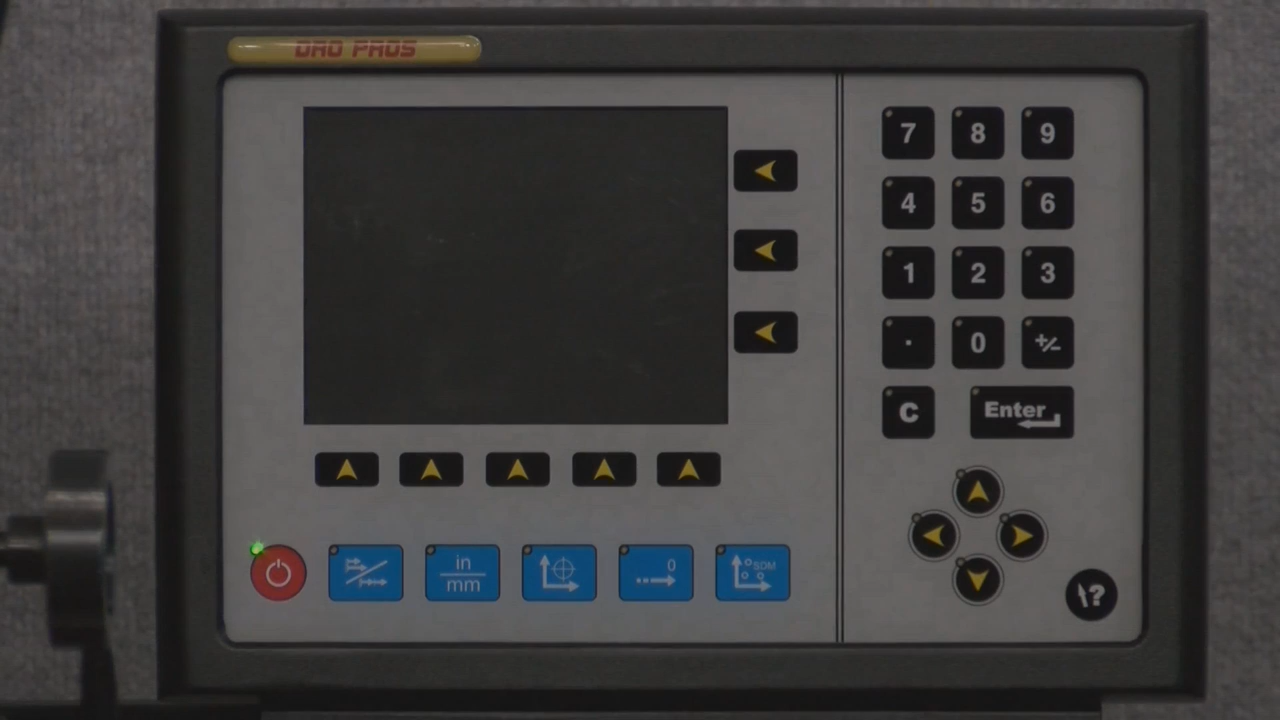 DRO PROS
7 8 9
4 5 6
1 2 3
. 0 +/-
C Enter
in
mm
0
SDM
?